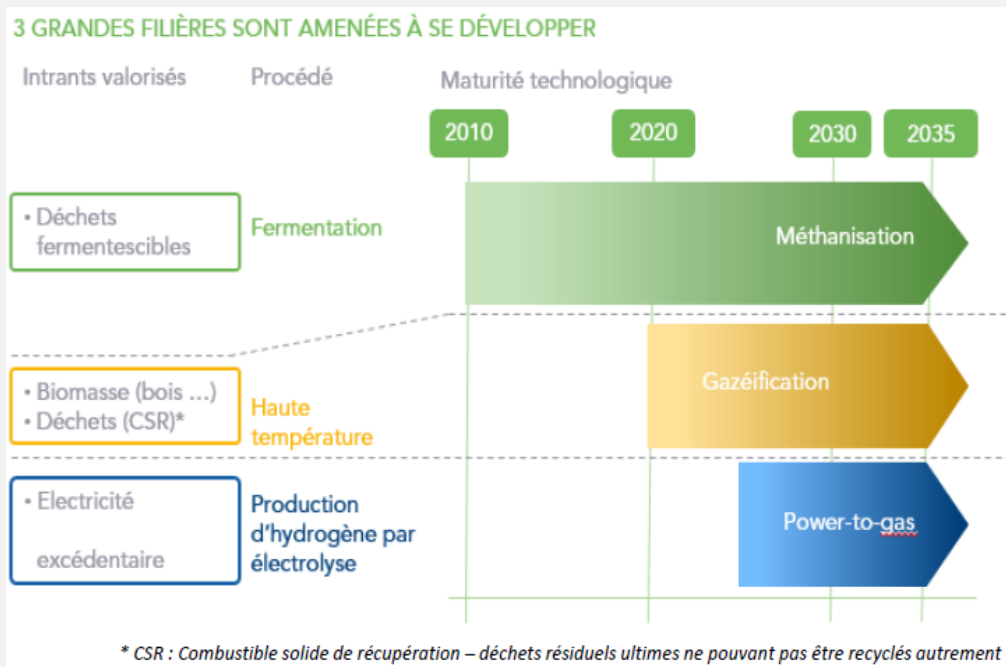 3 GRANDES FILIÈRES SONT AMENÉES À SE DÉVELOPPER
Intrants valorisés
Procédé
Maturité technologique
2010
2020
2030
2035
• Déchets
fermentescibles
Fermentation
Méthanisation
• Biomasse (bois ...)
• Déchets (CSR)*
Haute
température
Gazéification
• Electricité
excédentaire
Production
d'hydrogène par
électrolyse
Power-to-gas
* CSR : Combustible solide de récupération – déchets résiduels ultimes ne pouvant pas être recyclés autrement